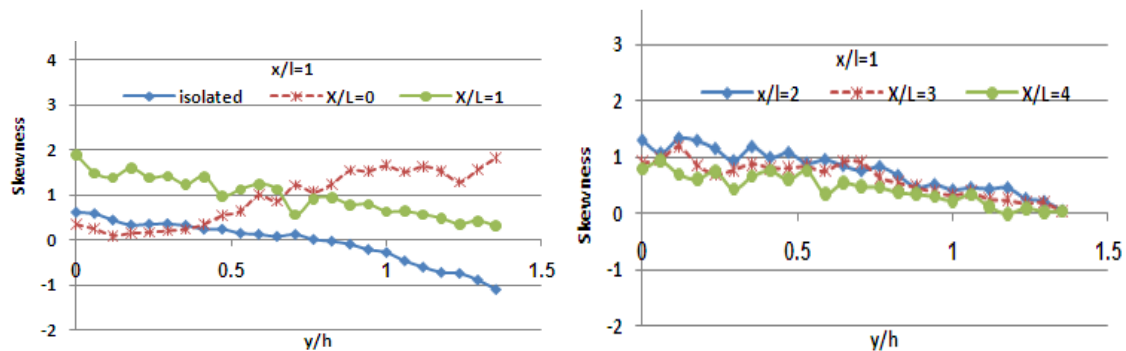 4
3
2
1
0
-1
-2
Skewness
x/l=1
isolated X/L=0 X/L=1
0 0.5 1 1.5
y/h
3
2
1
0
-1
-2
Skewness
x/l=1
x/l=2 X/L=3 X/L=4
0 0.5 1 1.5
y/h